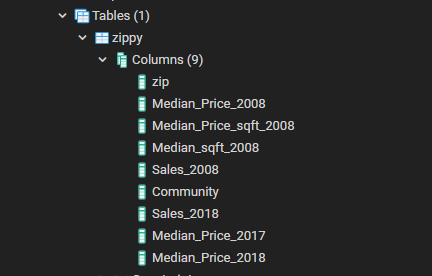 Tables (1)
zippy
Columns (9)
zip
Median_Price_2008
Median_Price_sqft_2008
Median_sqft_2008
Sales_2008
Community
Sales_2018
Median_Price_2017
Median_Price_2018